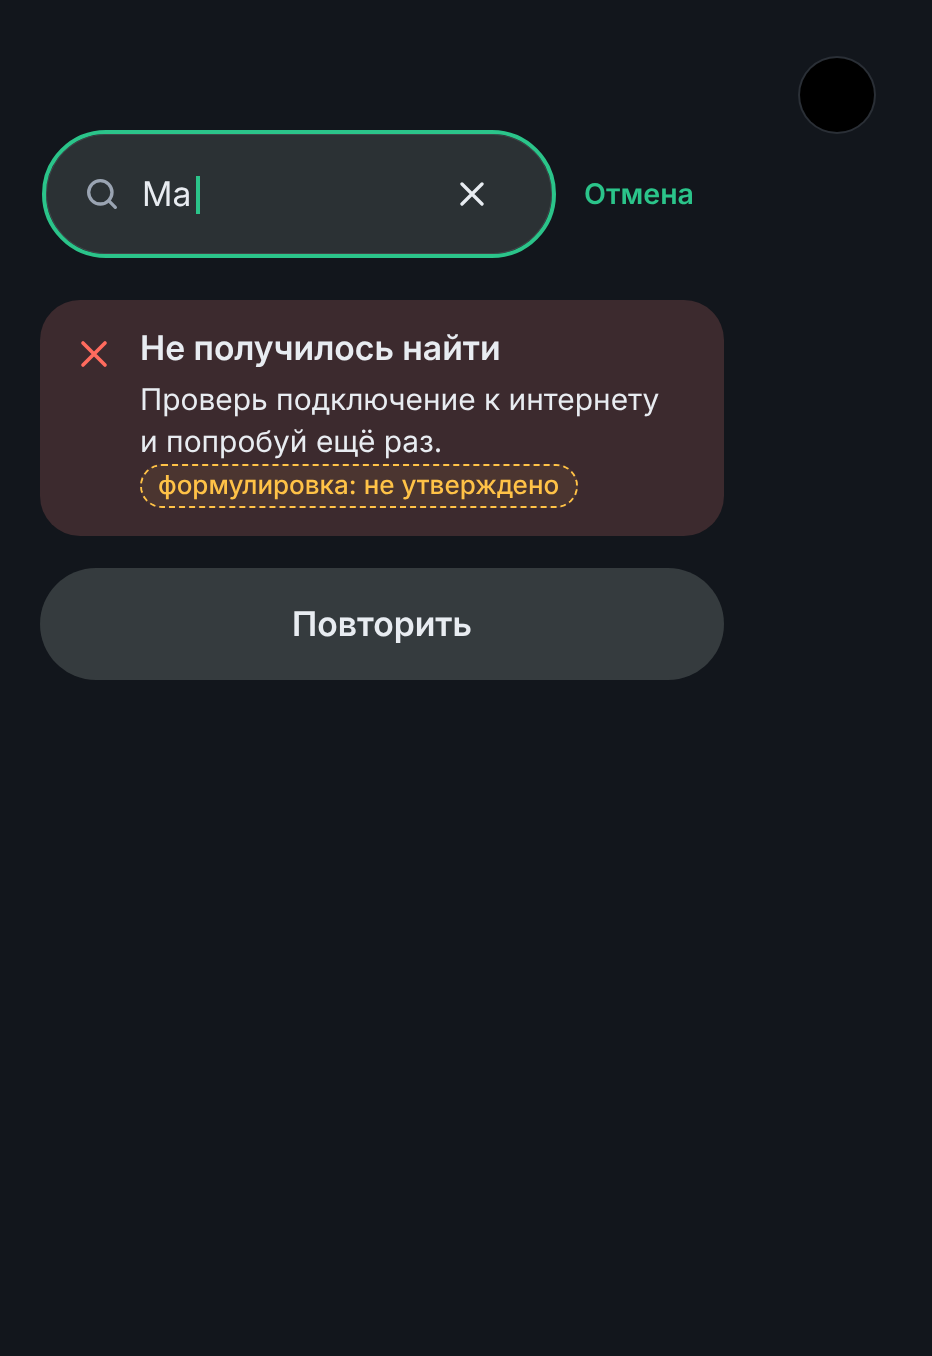 Ма
Отмена
Не получилось найти
Проверь подключение к интернету
и попробуй ещё раз.
формулировка: не утверждено
Повторить